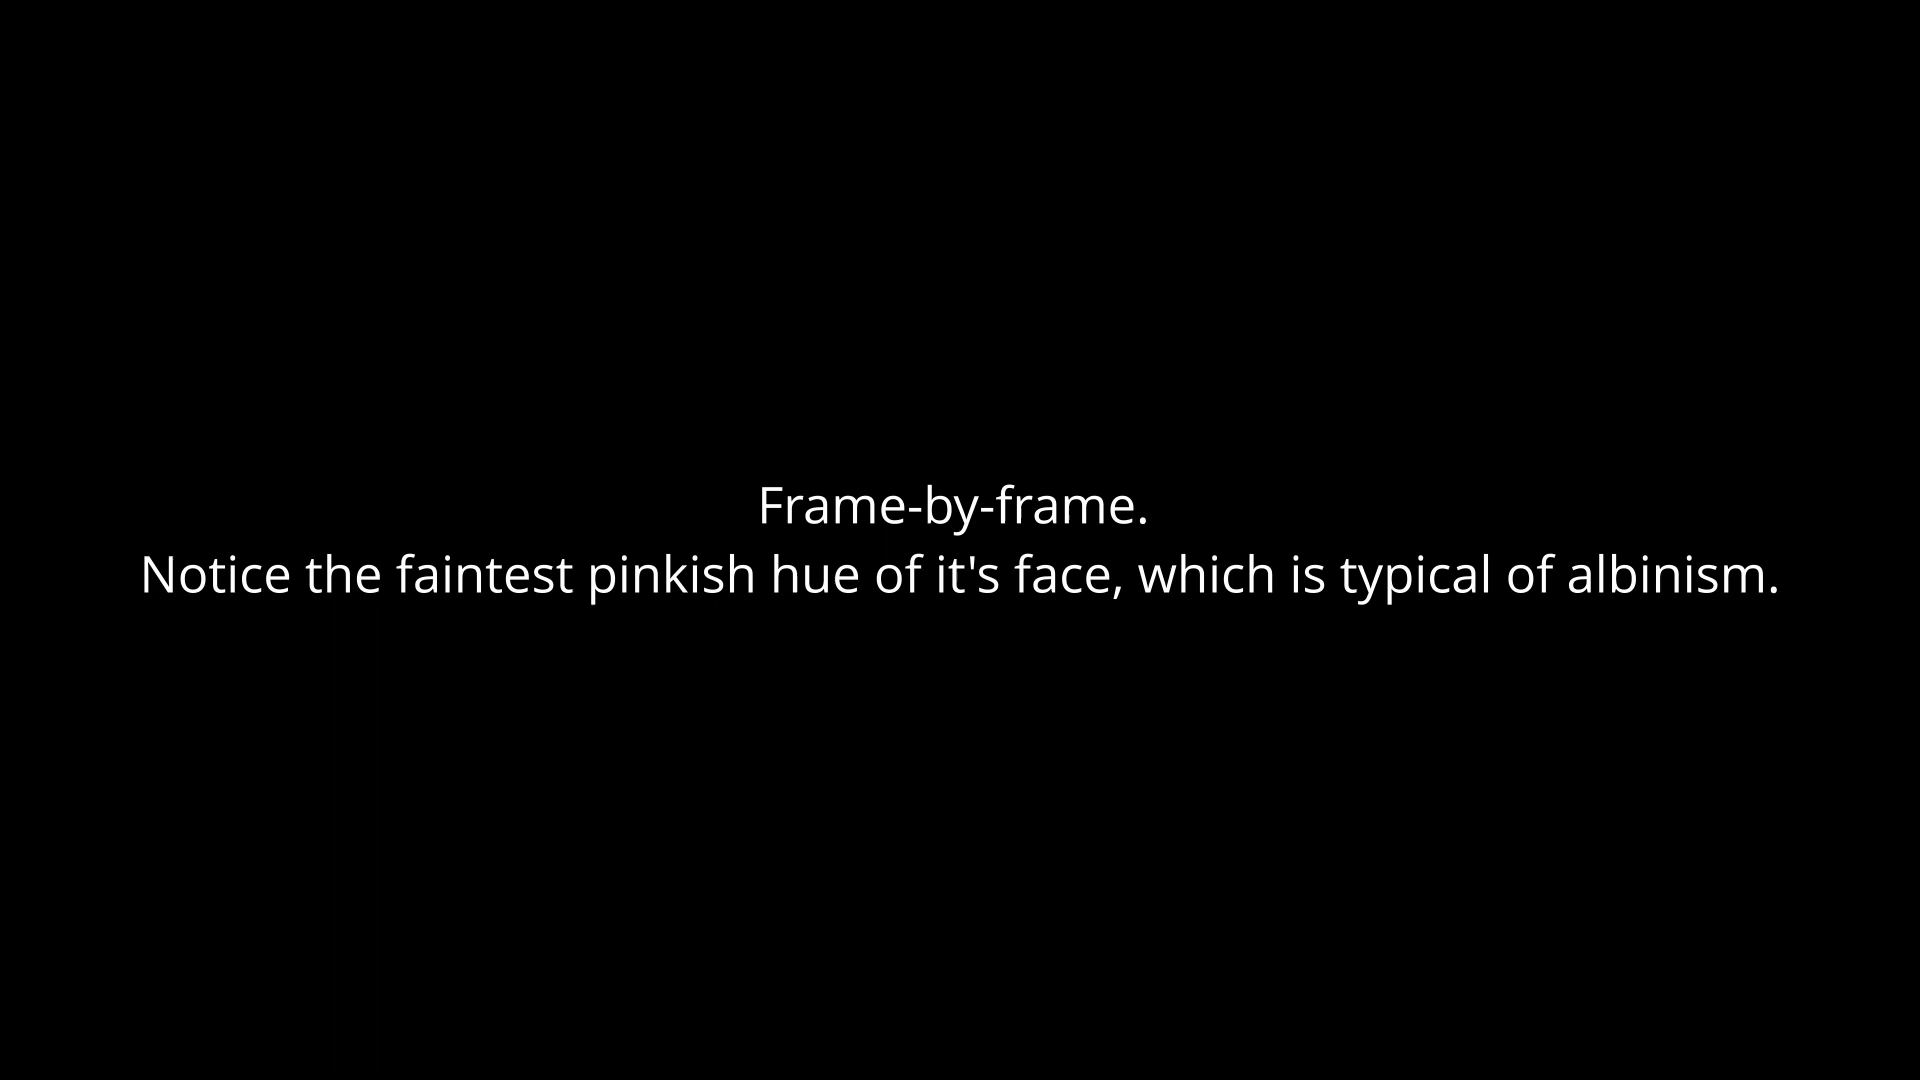 Frame-by-frame.
Notice the faintest pinkish hue of it's face, which is typical of albinism.